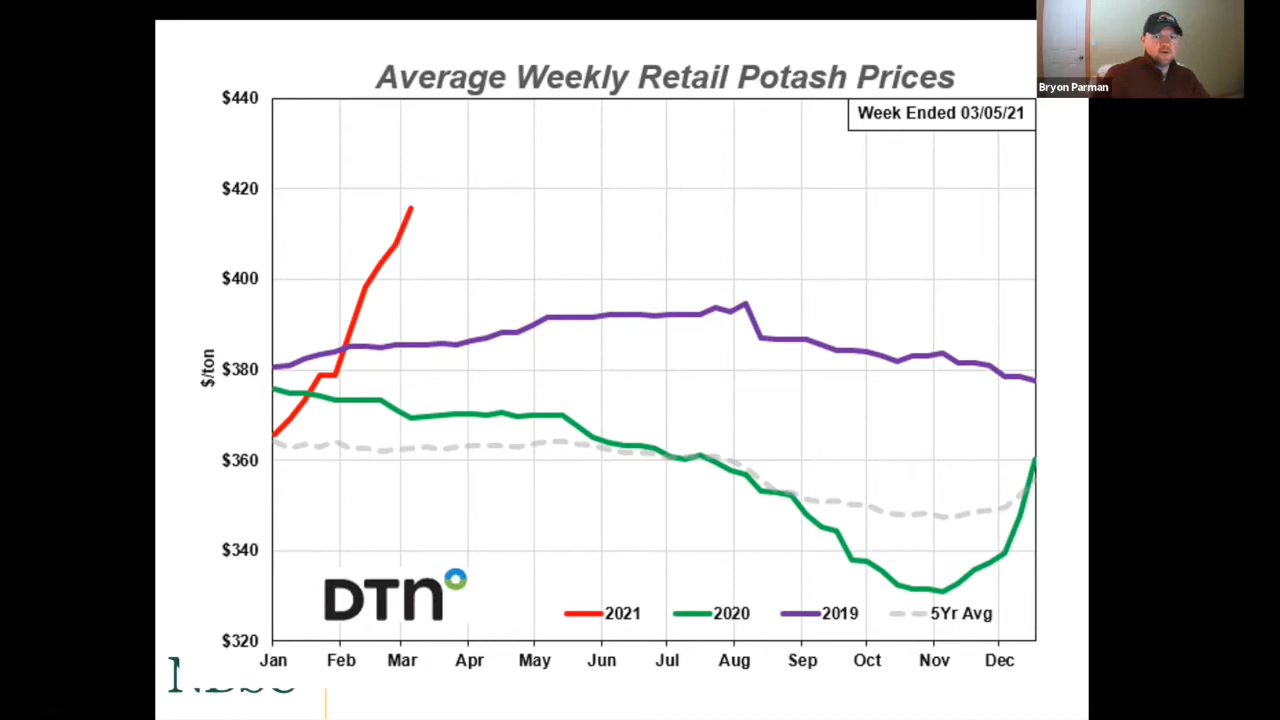 Average Weekly Retail Potash Prices
Bryon Parman
$440
Week Ended 03/05/21
$420
$400
$380
$/ton
$360
$340
$320
DTN
2021 2020 2019 5Yr Avg
Jan Feb Mar Apr May Jun Jul Aug Sep Oct Nov Dec